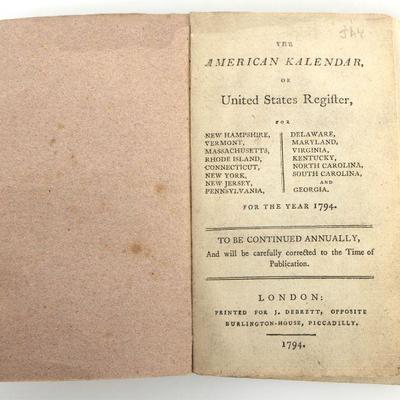 THE
AMERICAN KALENDAR,
OR
United States Regiſter,
FOR
NEW HAMPSHIRE,
VERMONT,
MASSACHUSETTS,
RHODE ISLAND,
CONNECTICUT,
NEW YORK,
NEW JERSEY,
PENNSYLVANIA,
DELAWARE,
MARYLAND,
VIRGINIA,
KENTUCKY,
NORTH CAROLINA,
SOUTH CAROLINA,
AND
GEORGIA.
FOR THE YEAR 1794.
TO BE CONTINUED ANNUALLY,
And will be carefully corrected to the Time of
Publication.
LONDON:
PRINTED FOR J. DEBRETT, OPPOSITE
BURLINGTON-HOUSE, PICCADILLY.
1794.